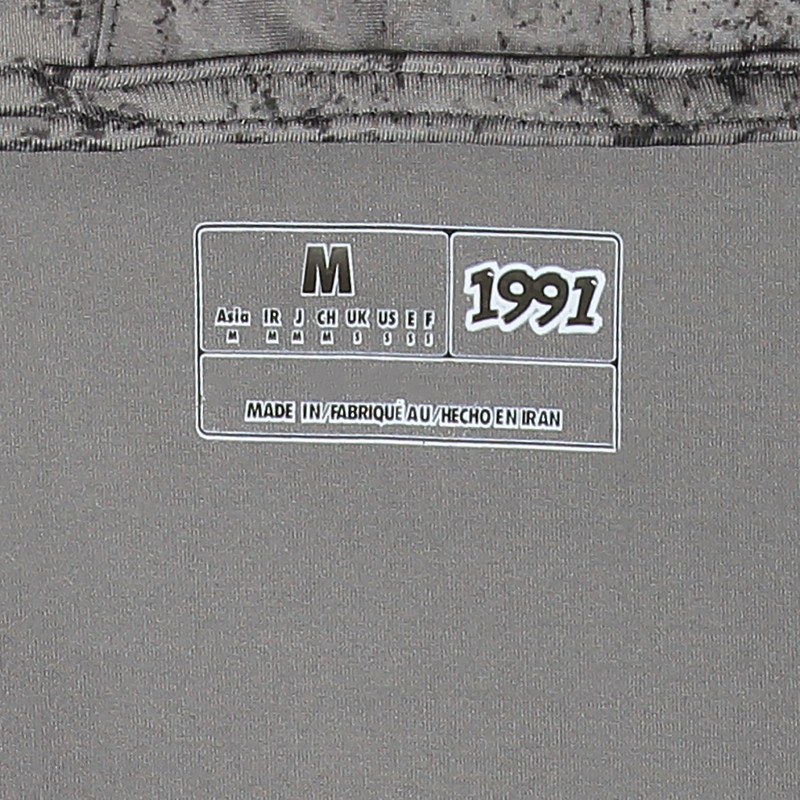 M
1991
Asia IR J CH UK US E F
M M M M S S S S
MADE IN/FABRIQUÉ AU/HECHO EN IRAN